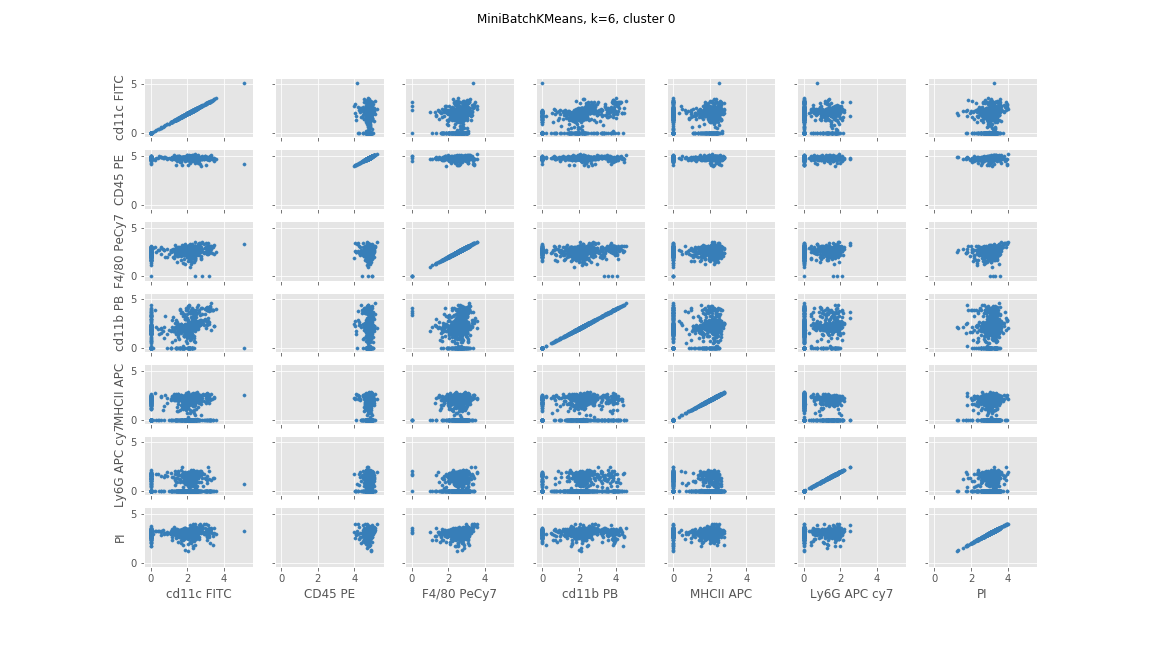 MiniBatchKMeans, k=6, cluster 0
cd11c FITC
5
0
CD45 PE
5
0
F4/80 PeCy7
5
0
cd11b PB
5
0
MHCII APC
5
0
Ly6G APC cy7
5
0
PI
5
0
0 2 4 0 2 4 0 2 4 0 2 4 0 2 4 0 2 4 0 2 4
cd11c FITC CD45 PE F4/80 PeCy7 cd11b PB MHCII APC Ly6G APC cy7 PI